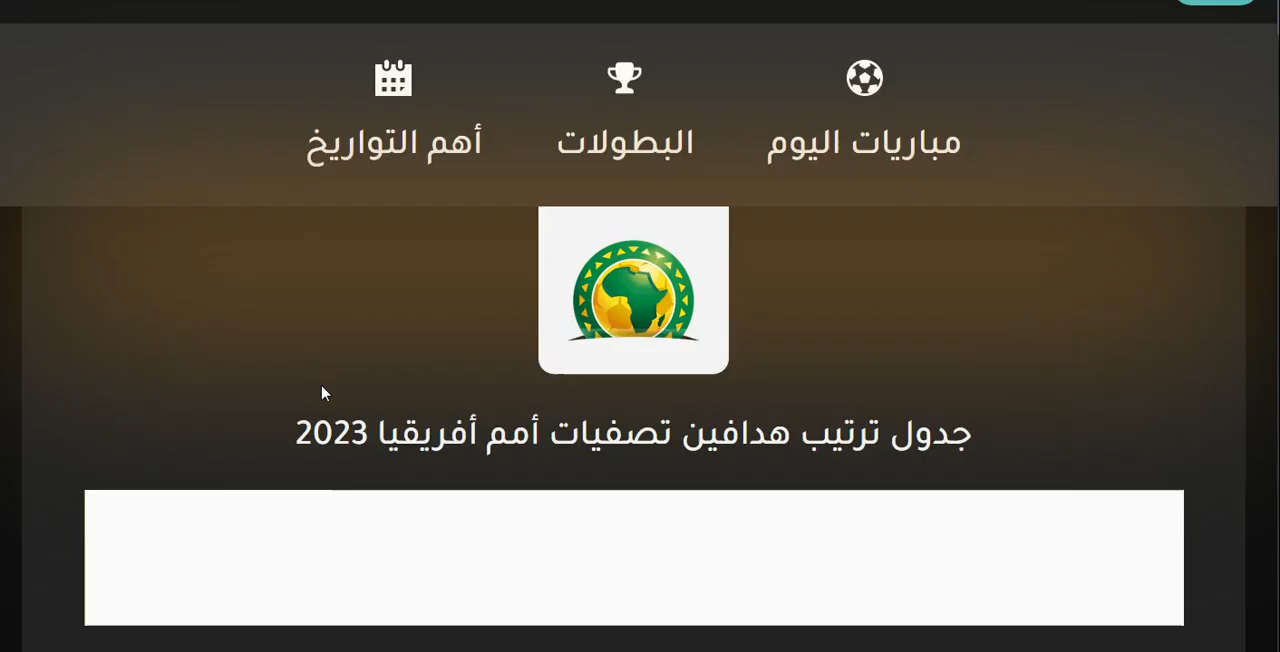 مباريات اليوم
البطولات
أهم التواريخ
جدول ترتيب هدافين تصفيات أمم أفريقيا 2023